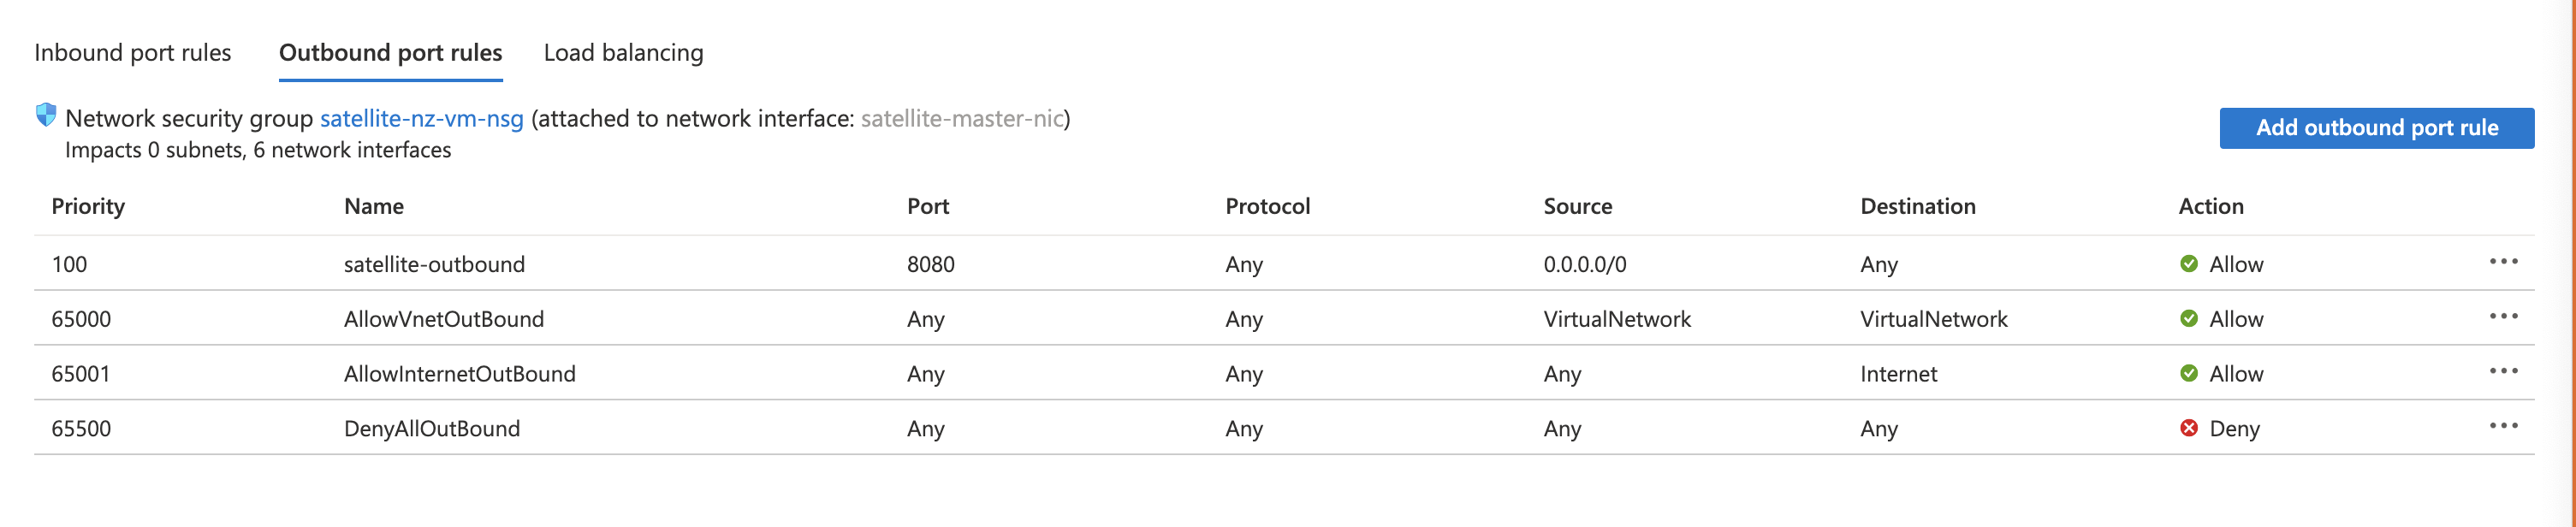 Inbound port rules Outbound port rules Load balancing
Network security group satellite-nz-vm-nsg (attached to network interface: satellite-master-nic)
Impacts 0 subnets, 6 network interfaces
Add outbound port rule
Priority Name Port Protocol Source Destination Action
100 satellite-outbound 8080 Any 0.0.0.0/0 Any Allow
65000 AllowVnetOutBound Any Any VirtualNetwork VirtualNetwork Allow
65001 AllowInternetOutBound Any Any Any Internet Allow
65500 DenyAllOutBound Any Any Any Any Deny